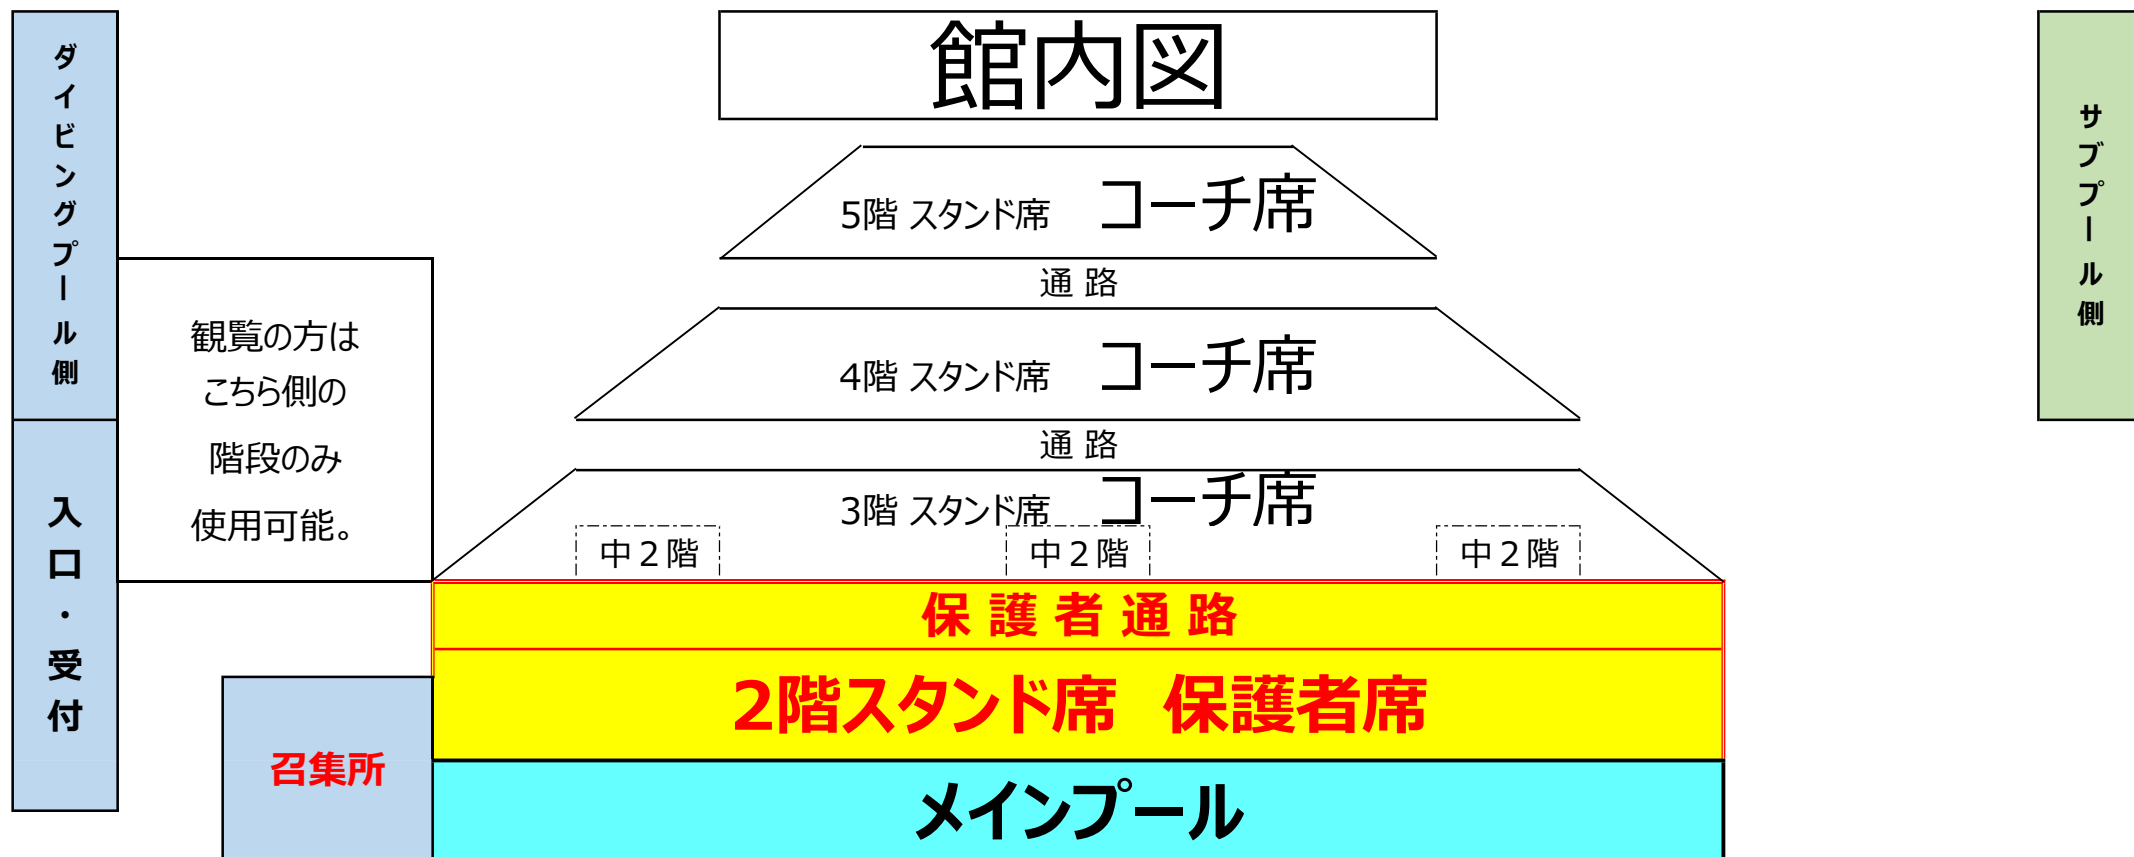 館内図
ダイビングプール側
サブプール側
5階 スタンド席 コーチ席
通 路
観覧の方は
こちら側の
階段のみ
使用可能。
4階 スタンド席 コーチ席
通 路
入口・受付
3階 スタンド席 コーチ席
中２階 中２階 中２階
保 護 者 通 路
2階スタンド席 保護者席
召集所
メインプール